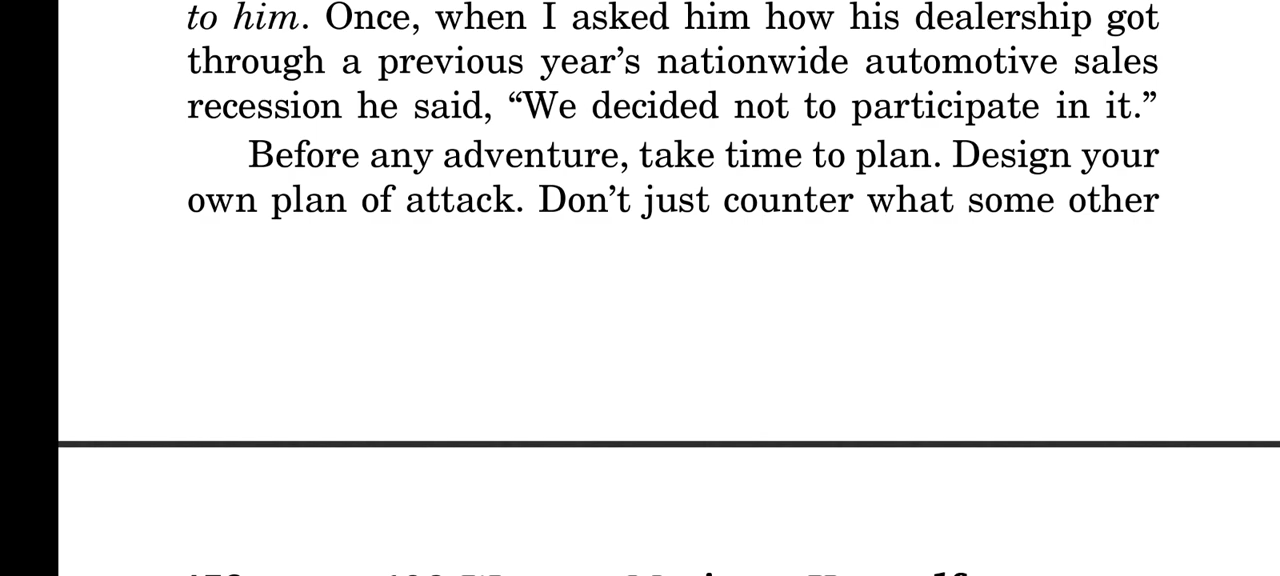 to him. Once, when I asked him how his dealership got
through a previous year’s nationwide automotive sales
recession he said, “We decided not to participate in it.”
Before any adventure, take time to plan. Design your
own plan of attack. Don’t just counter what some other